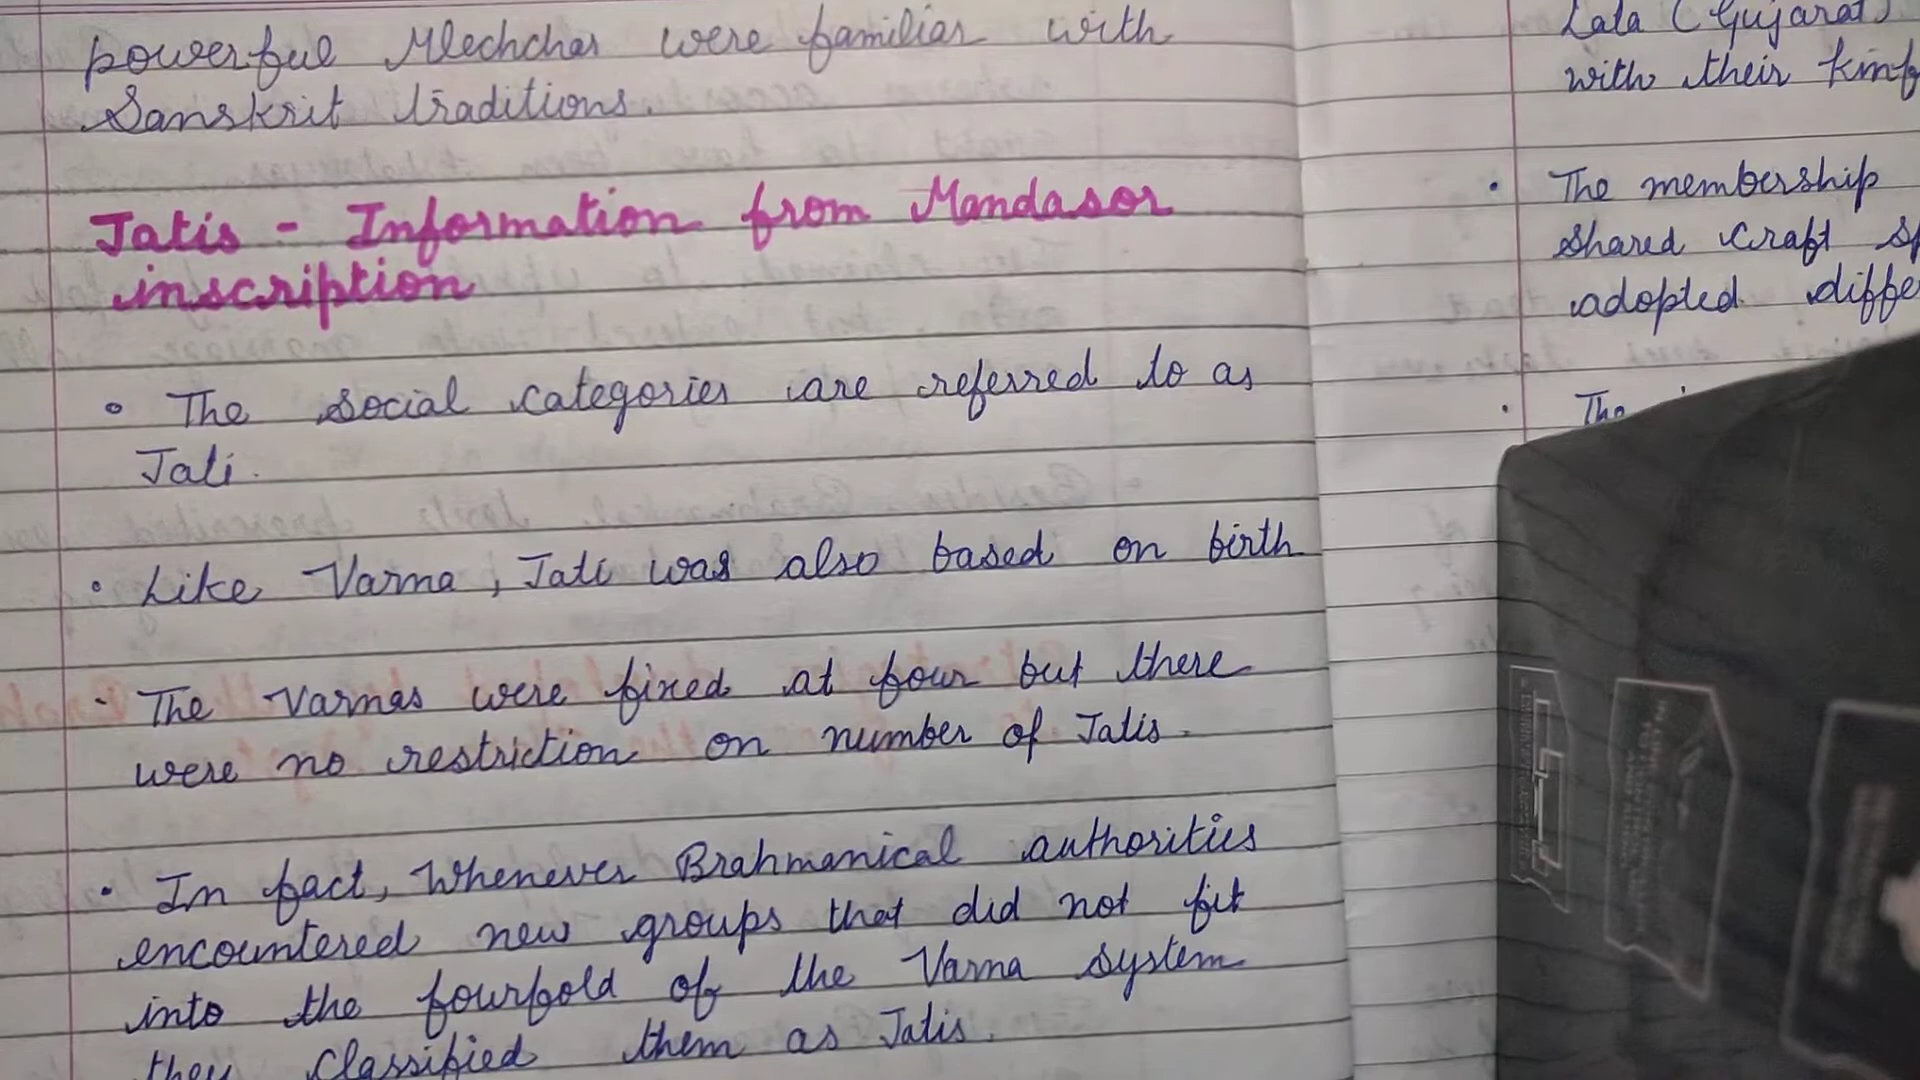 powerful Mlechchas were familiar with
Sanskrit traditions.
Jatis - Information from Mandasor
inscription
• The social categories are referred to as
Jati.
• Like Varna, Jati was also based on birth
• The Varnas were fixed at four but there
were no restriction on number of Jatis.
• In fact, Whenever Brahmanical authorities
encountered new groups that did not fit
into the fourfold of the Varna system
they classified them as Jatis.
Lata (Gujarat)
with their
• The membership
shared craft
adopted
• The